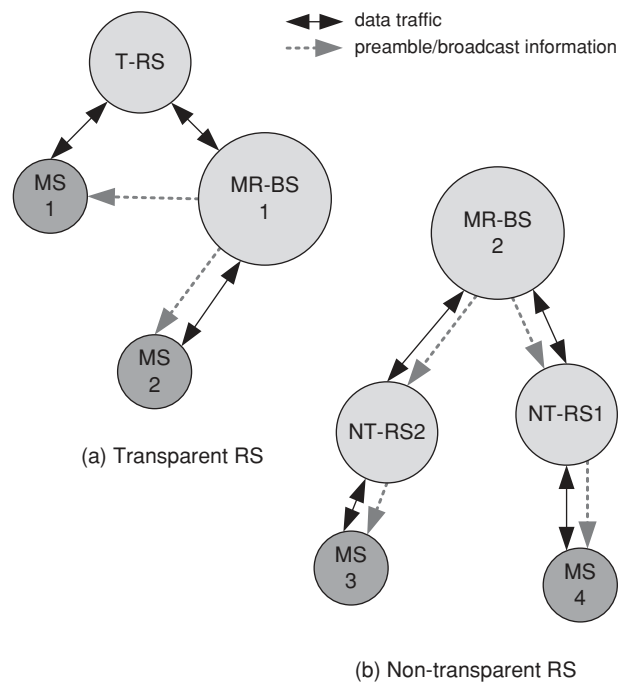 data traffic
preamble/broadcast information
T-RS
MS
1
MR-BS
1
MS
2
(a) Transparent RS
MR-BS
2
NT-RS2
NT-RS1
MS
3
MS
4
(b) Non-transparent RS